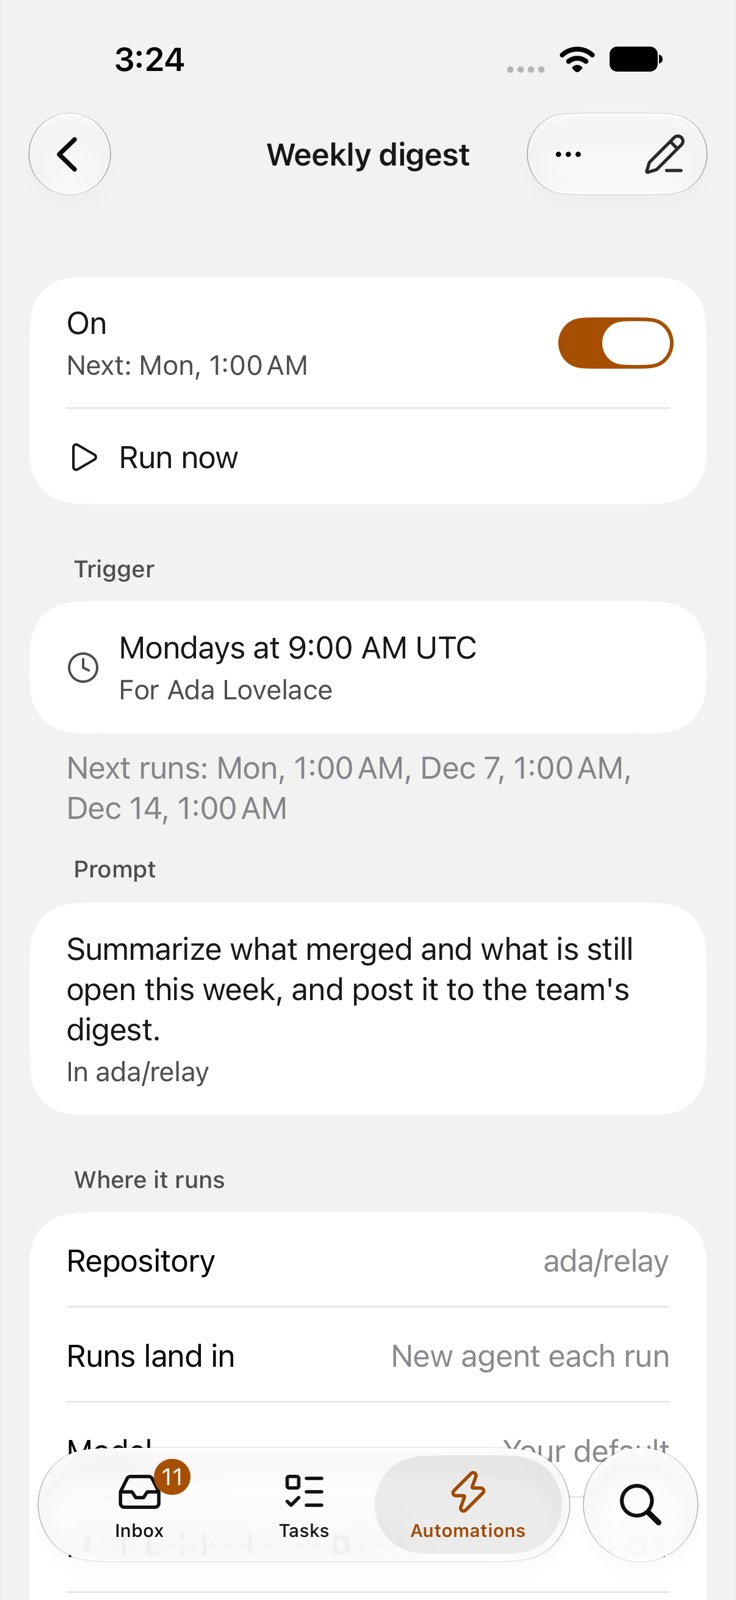 3:24
Weekly digest
On
Next: Mon, 1:00 AM
Run now
Trigger
Mondays at 9:00 AM UTC
For Ada Lovelace
Next runs: Mon, 1:00 AM, Dec 7, 1:00 AM,
Dec 14, 1:00 AM
Prompt
Summarize what merged and what is still
open this week, and post it to the team's
digest.
In ada/relay
Where it runs
Repository ada/relay
Runs land in New agent each run
Model Your default
11
Inbox Tasks Automations